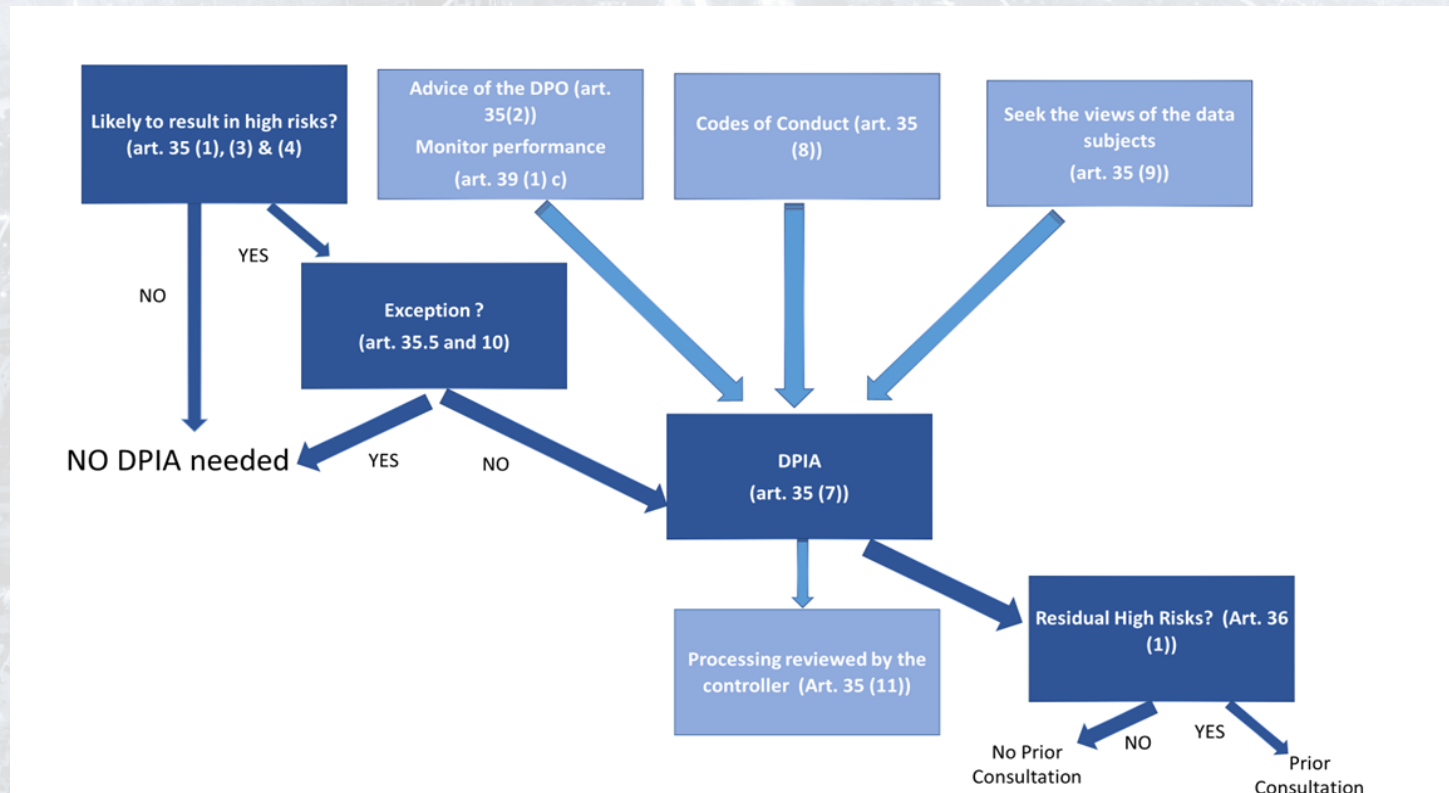 Likely to result in high risks?
(art. 35 (1), (3) & (4)
Advice of the DPO (art.
35(2))
Monitor performance
(art. 39 (1) c)
Codes of Conduct (art. 35
(8))
Seek the views of the data
subjects
(art. 35 (9))
YES
NO
Exception ?
(art. 35.5 and 10)
NO DPIA needed
YES
NO
DPIA
(art. 35 (7))
Processing reviewed by the
controller (Art. 35 (11))
Residual High Risks? (Art. 36
(1))
NO
YES
No Prior
Consultation
Prior
Consultation